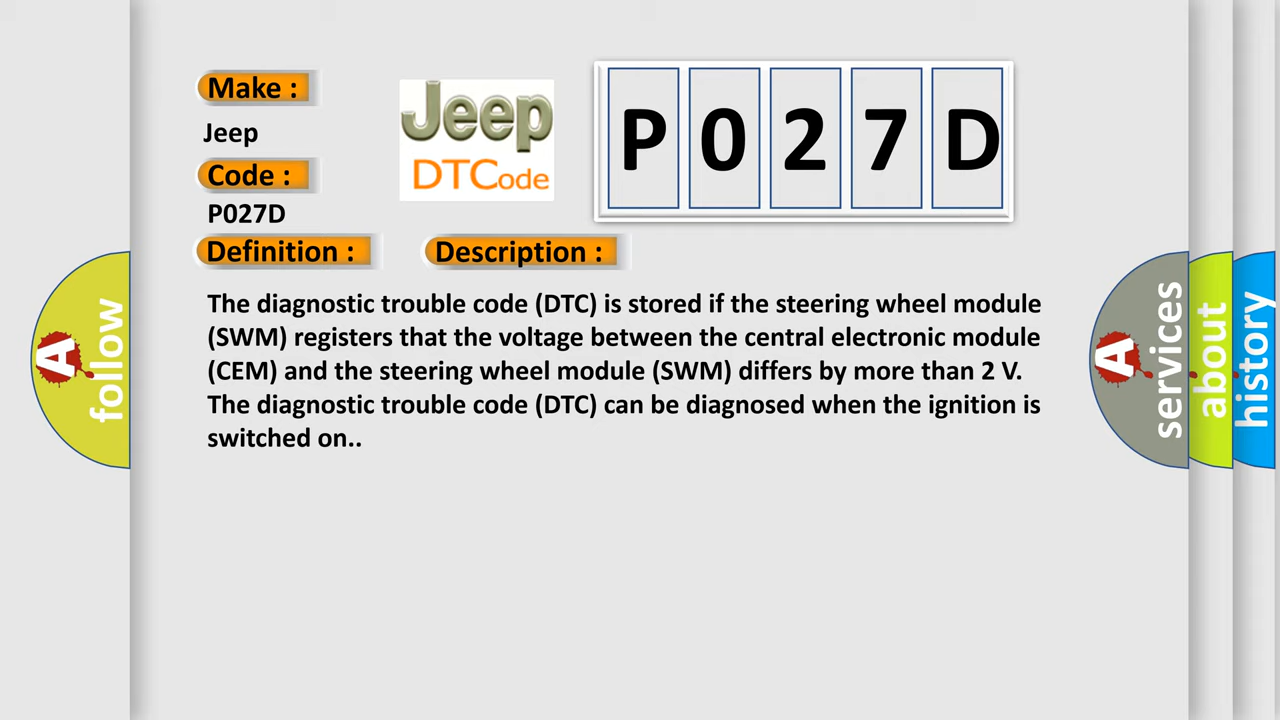 Make :
Jeep
Code :
P027D
Definition :
Description :
Jeep
DTCode
P027D
The diagnostic trouble code (DTC) is stored if the steering wheel module
(SWM) registers that the voltage between the central electronic module
(CEM) and the steering wheel module (SWM) differs by more than 2 V.
The diagnostic trouble code (DTC) can be diagnosed when the ignition is
switched on..
A
follow
A
services
about
history